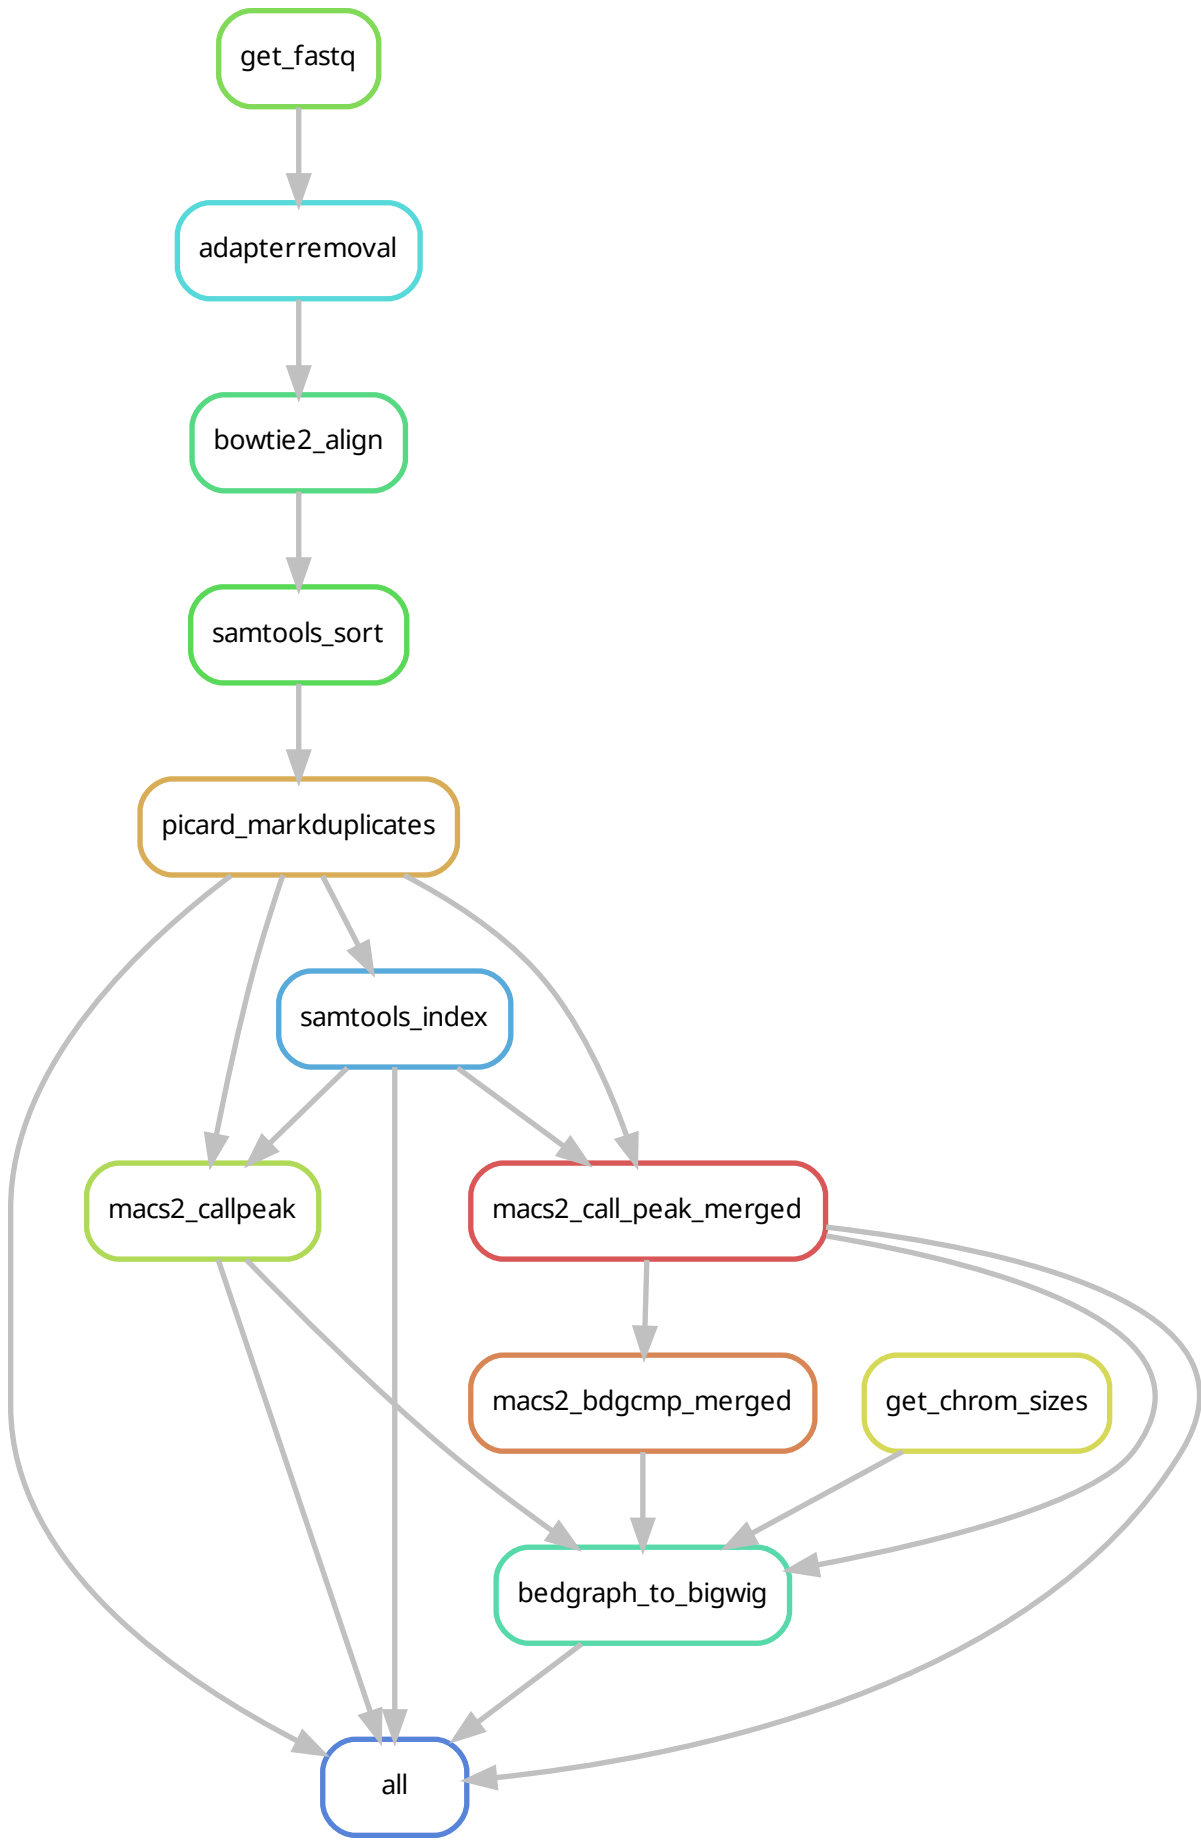 get_fastq
adapterremoval
bowtie2_align
samtools_sort
picard_markduplicates
samtools_index
macs2_callpeak
macs2_call_peak_merged
macs2_bdgcmp_merged
get_chrom_sizes
bedgraph_to_bigwig
all